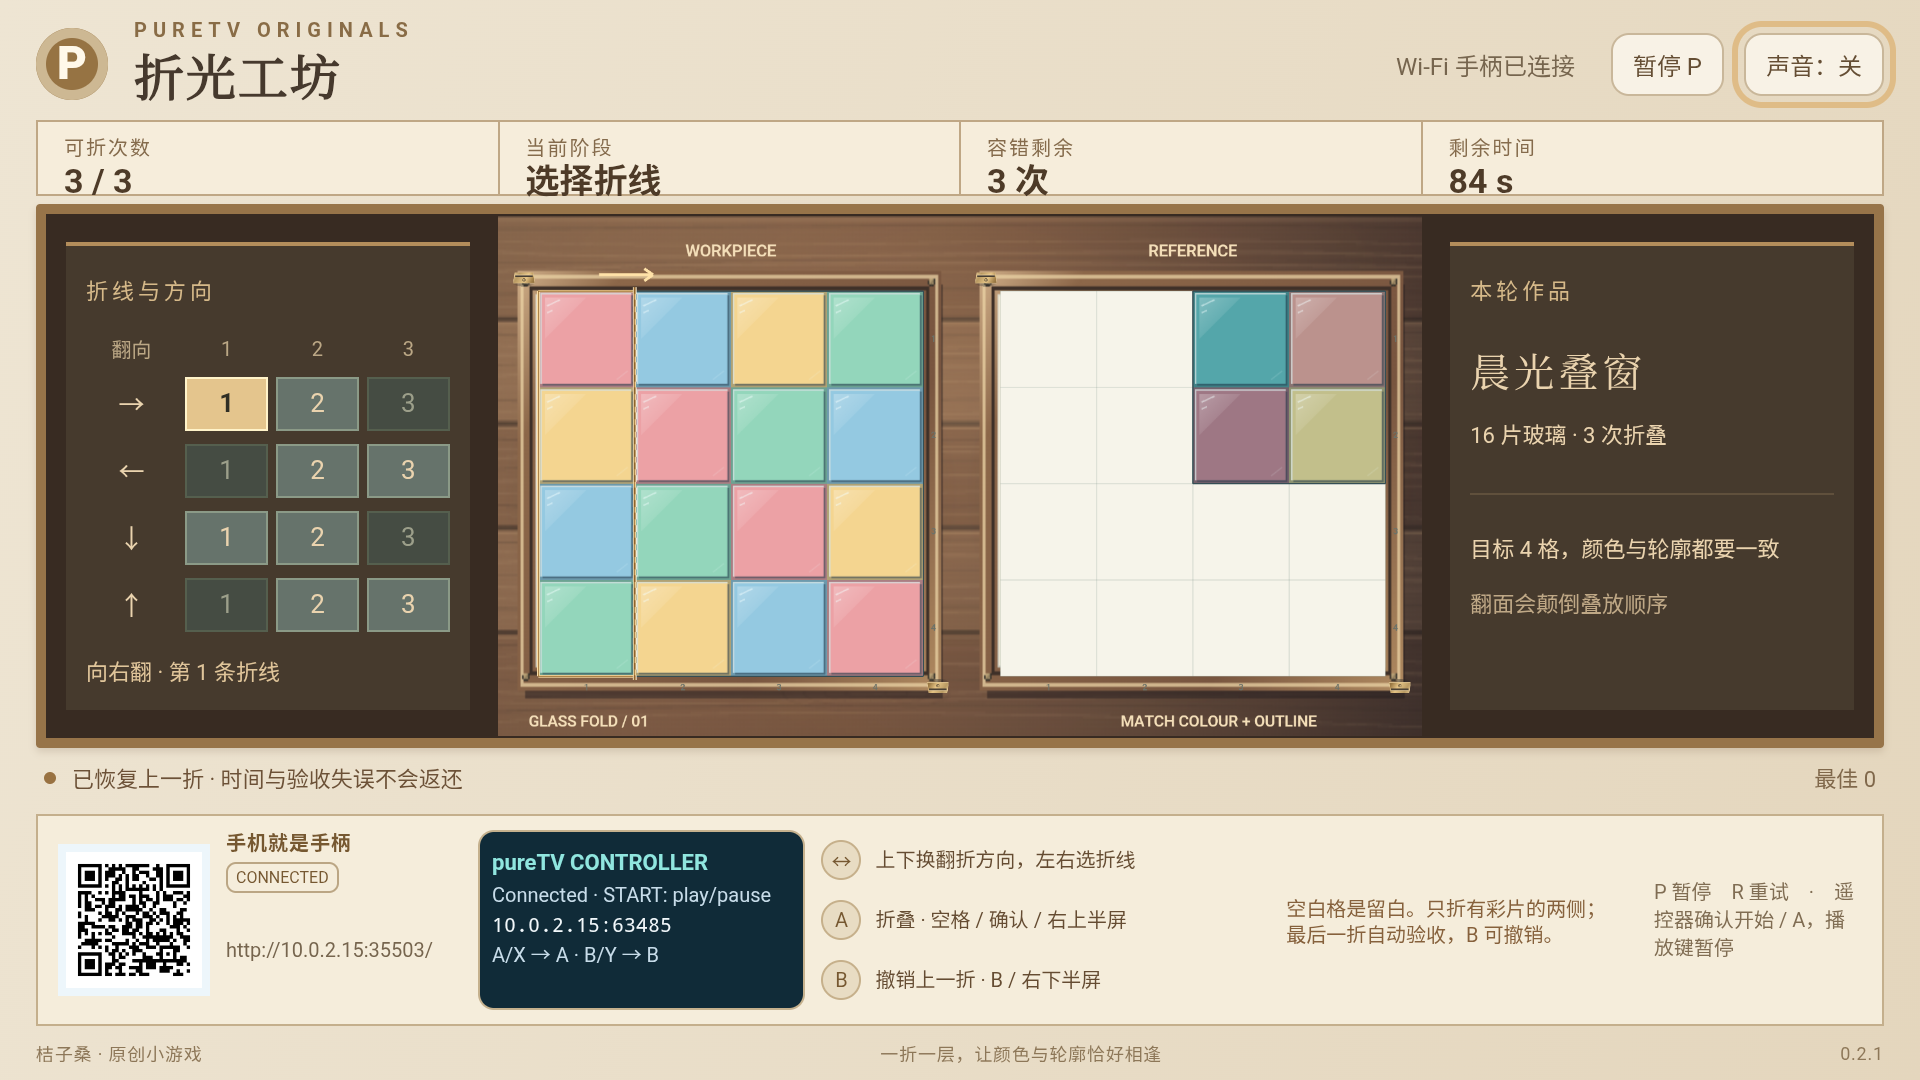 PURETV ORIGINALS
P
折光工坊
Wi-Fi 手柄已连接
暂停 P
声音：关
可折次数
3 / 3
当前阶段
选择折线
容错剩余
3 次
剩余时间
84 s
折线与方向
翻向 1 2 3
→ 1 2 3
← 1 2 3
↓ 1 2 3
↑ 1 2 3
向右翻 · 第 1 条折线
WORKPIECE
GLASS FOLD / 01
REFERENCE
MATCH COLOUR + OUTLINE
本轮作品
晨光叠窗
16 片玻璃 · 3 次折叠
目标 4 格，颜色与轮廓都要一致
翻面会颠倒叠放顺序
已恢复上一折 · 时间与验收失误不会返还
最佳 0
手机就是手柄
CONNECTED
http://10.0.2.15:35503/
pureTV CONTROLLER
Connected · START: play/pause
10.0.2.15:63485
A/X → A · B/Y → B
↔ 上下换翻折方向，左右选折线
A 折叠 · 空格 / 确认 / 右上半屏
B 撤销上一折 · B / 右下半屏
空白格是留白。只折有彩片的两侧；
最后一折自动验收，B 可撤销。
P 暂停 R 重试 · 遥
控器确认开始 / A，播
放键暂停
桔子桑 · 原创小游戏
一折一层，让颜色与轮廓恰好相逢
0.2.1